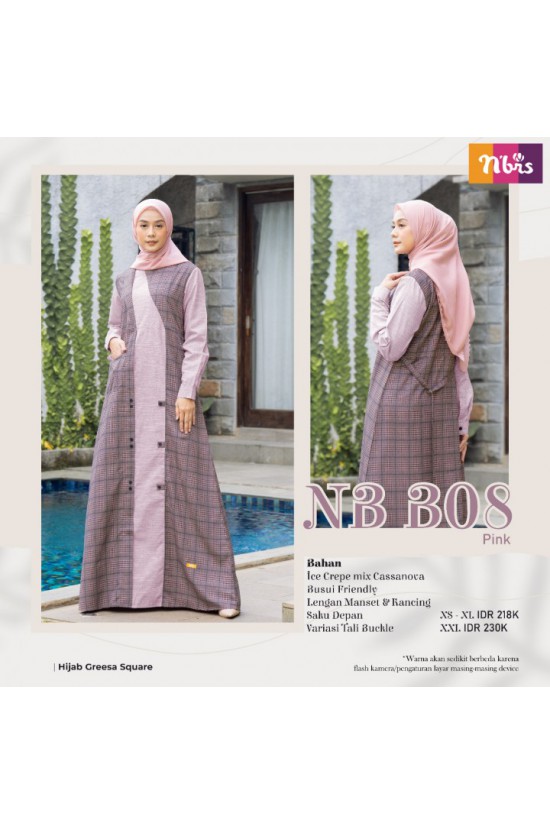 N'brs
NB B08
Pink
Bahan
Ice Crepe mix Cassanova
Busui Friendly
Lengan Manset & Kancing
Saku Depan
XS - XL IDR 218K
Variasi Tali Buckle
XXL IDR 230K
| Hijab Greesa Square
*Warna akan sedikit berbeda karena
flash kamera/pengaturan layar masing-masing device